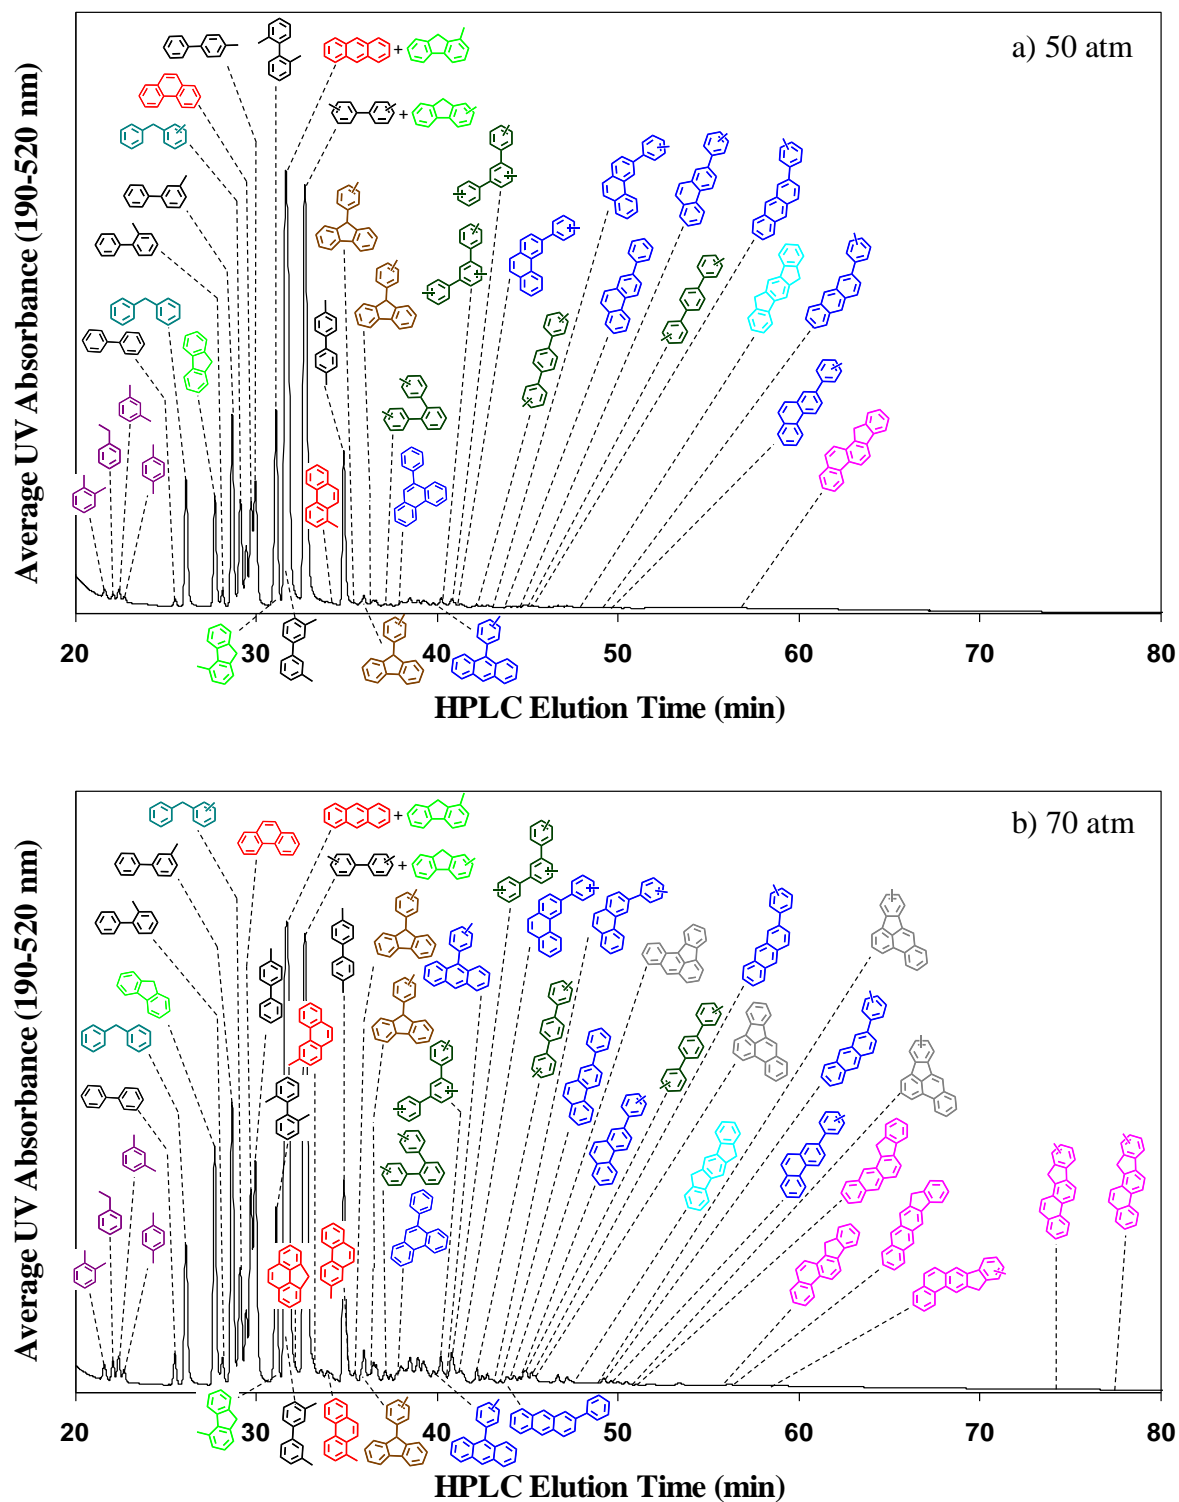 a) 50 atm
+
+
Average UV Absorbance (190-520 nm)
20 30 40 50 60 70 80
HPLC Elution Time (min)
b) 70 atm
+
+
Average UV Absorbance (190-520 nm)
20 30 40 50 60 70 80
HPLC Elution Time (min)